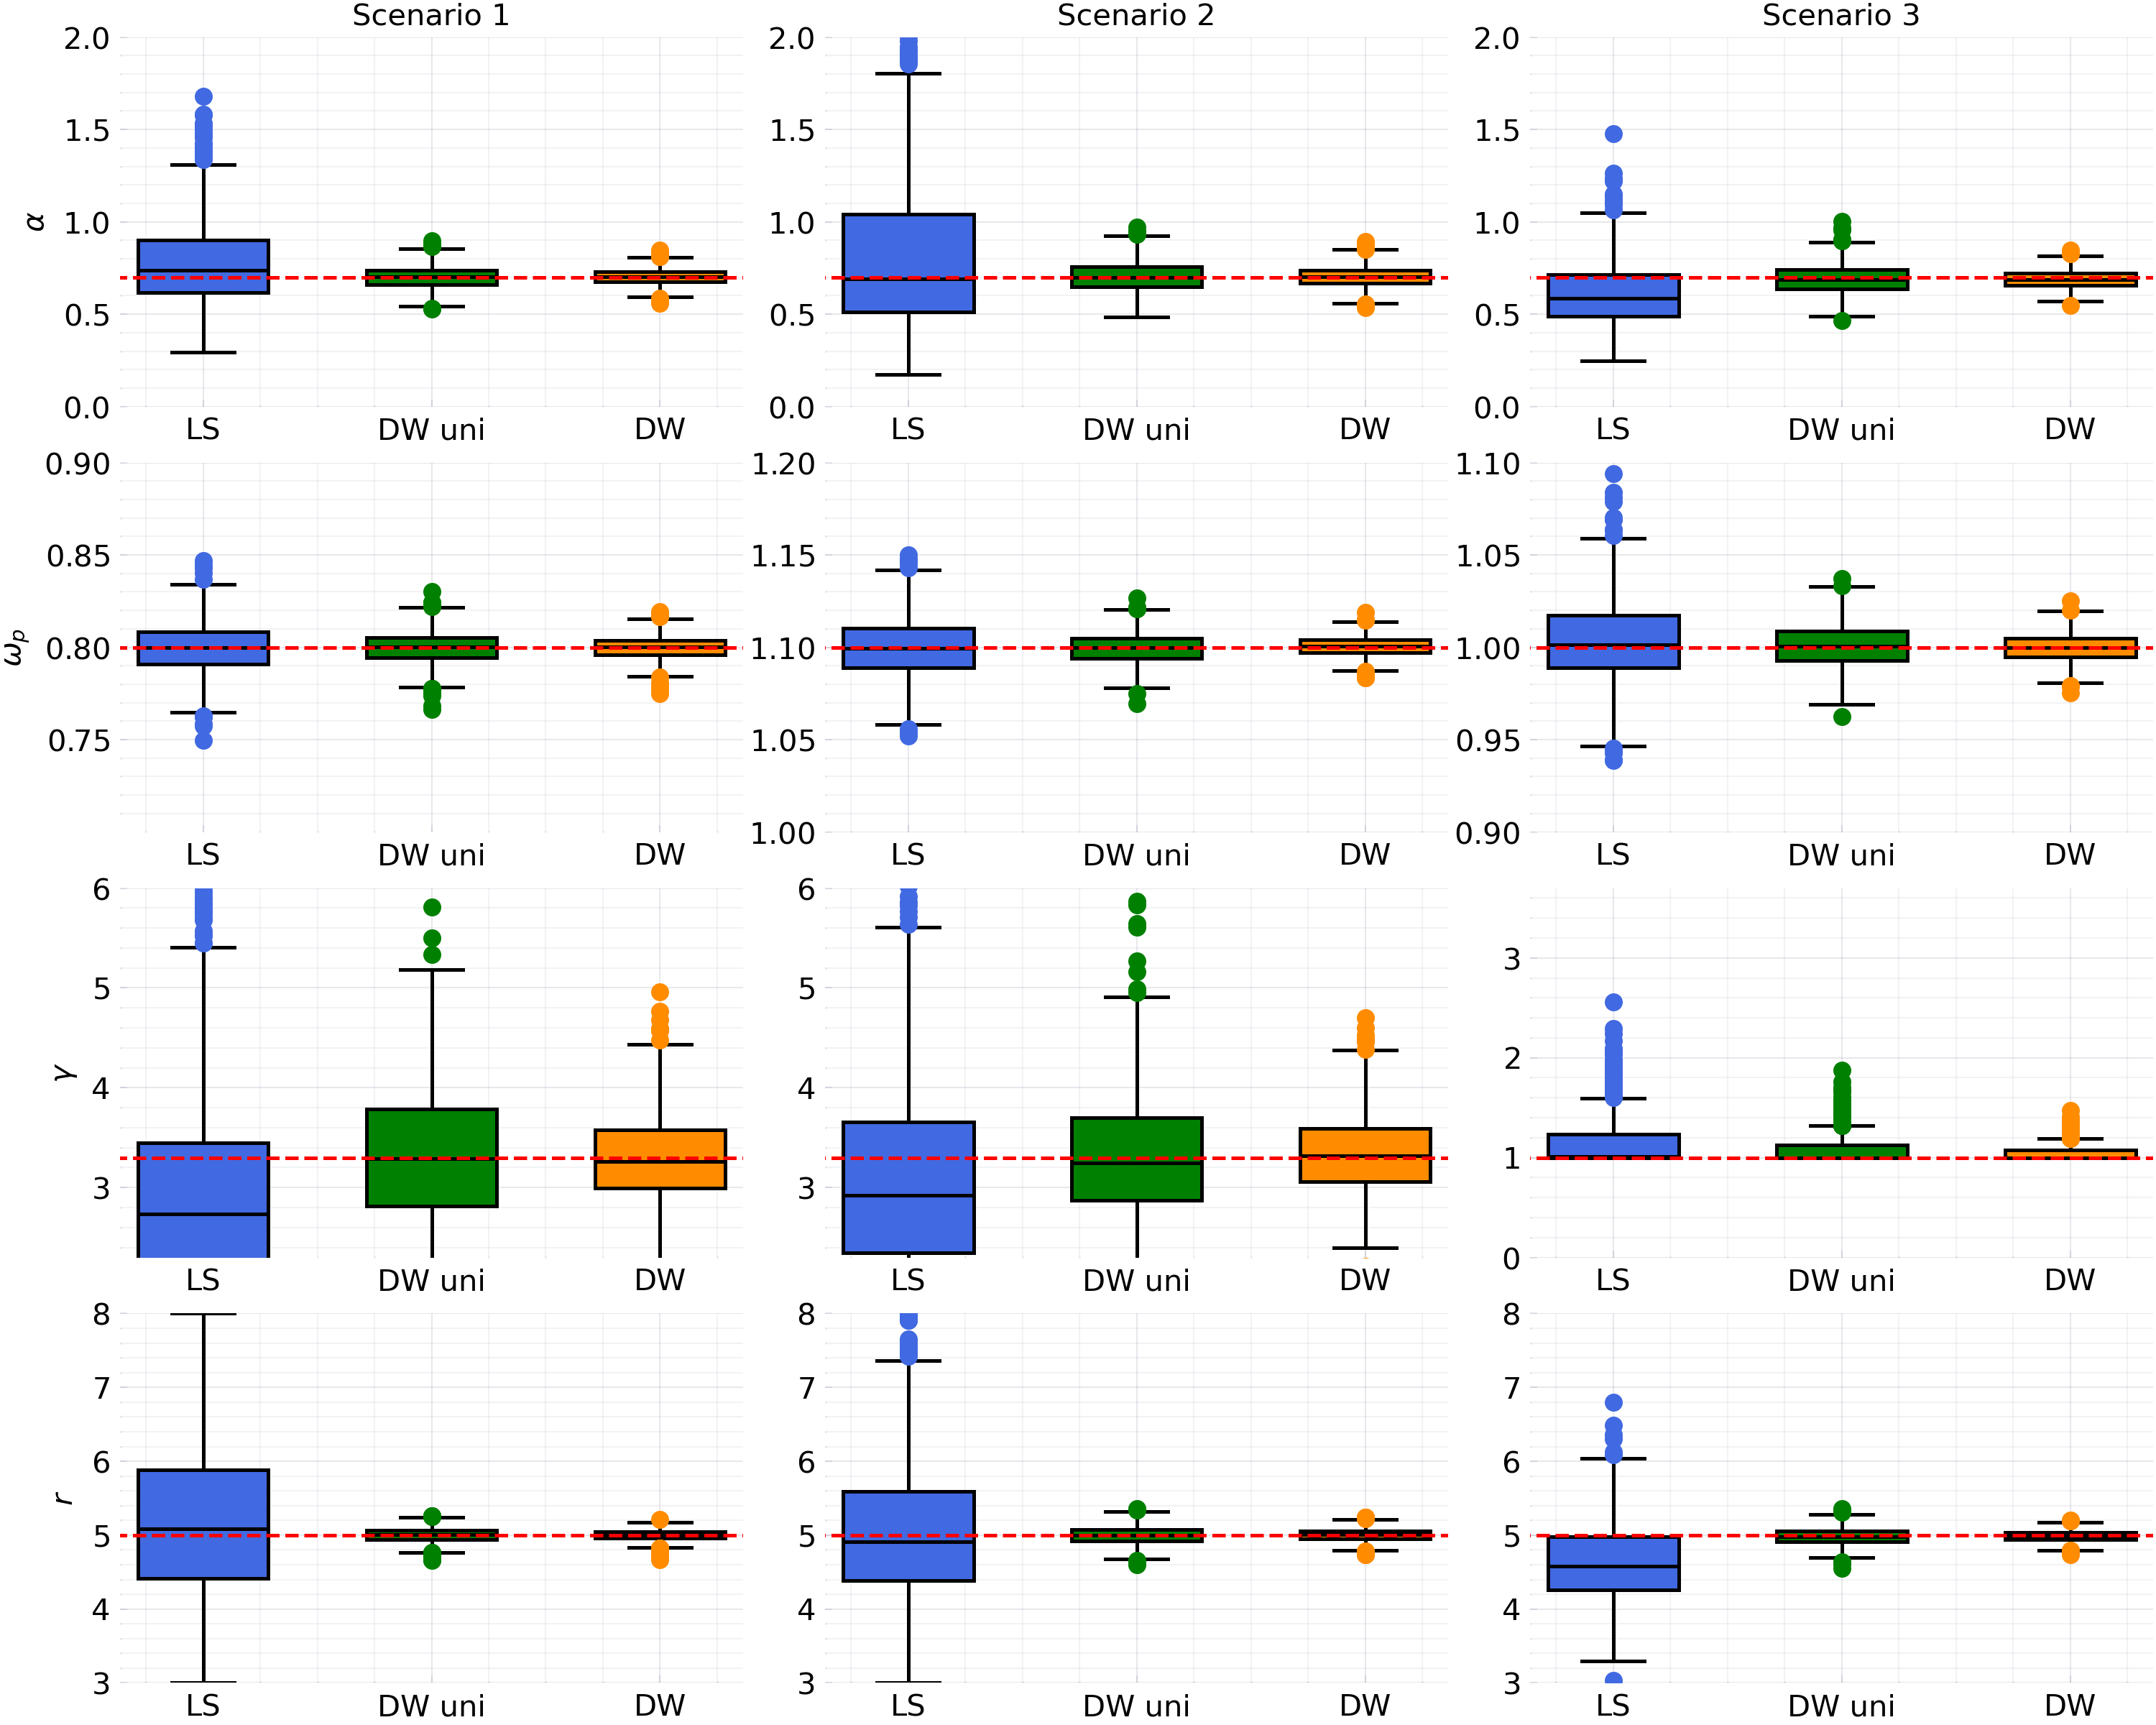 Scenario 1 Scenario 2 Scenario 3
2.0 2.0 2.0
1.5 1.5 1.5
α 1.0 1.0 1.0
0.5 0.5 0.5
0.0 0.0 0.0
LS DW uni DW LS DW uni DW LS DW uni DW
0.90 1.20 1.10
0.85 1.15 1.05
ωp 0.80 1.10 1.00
0.75 1.05 0.95
1.00 0.90
LS DW uni DW LS DW uni DW LS DW uni DW
6 6
5 5 3
γ 4 4 2
3 3 1
0
LS DW uni DW LS DW uni DW LS DW uni DW
8 8 8
7 7 7
6 6 6
r 5 5 5
4 4 4
3 3 3
LS DW uni DW LS DW uni DW LS DW uni DW